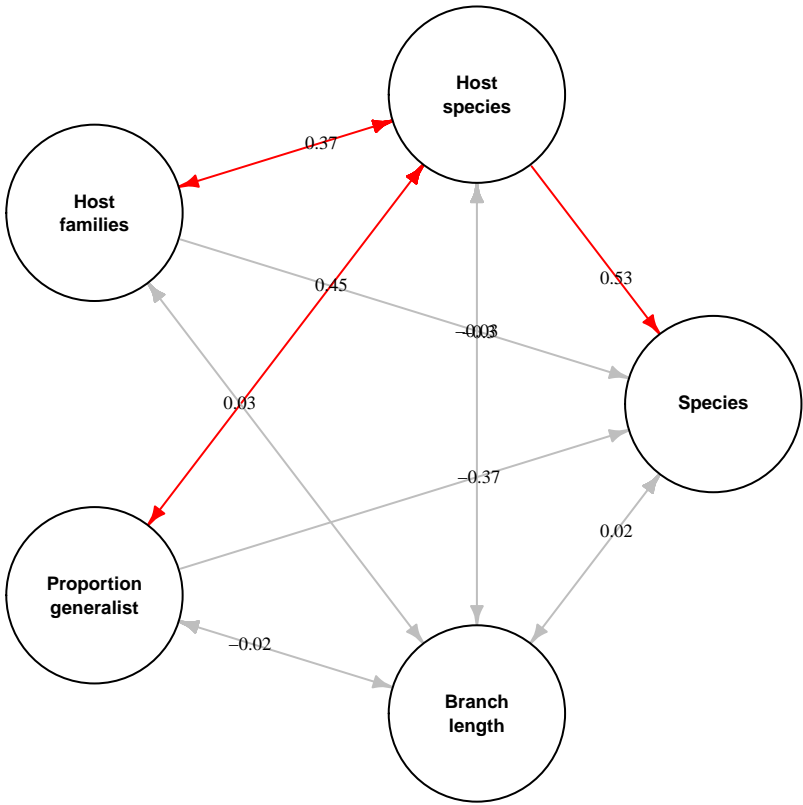 Host
species
0.37
Host
families
0.45
0.53
0.03
Species
–0.37
0.02
Proportion
generalist
–0.02
Branch
length